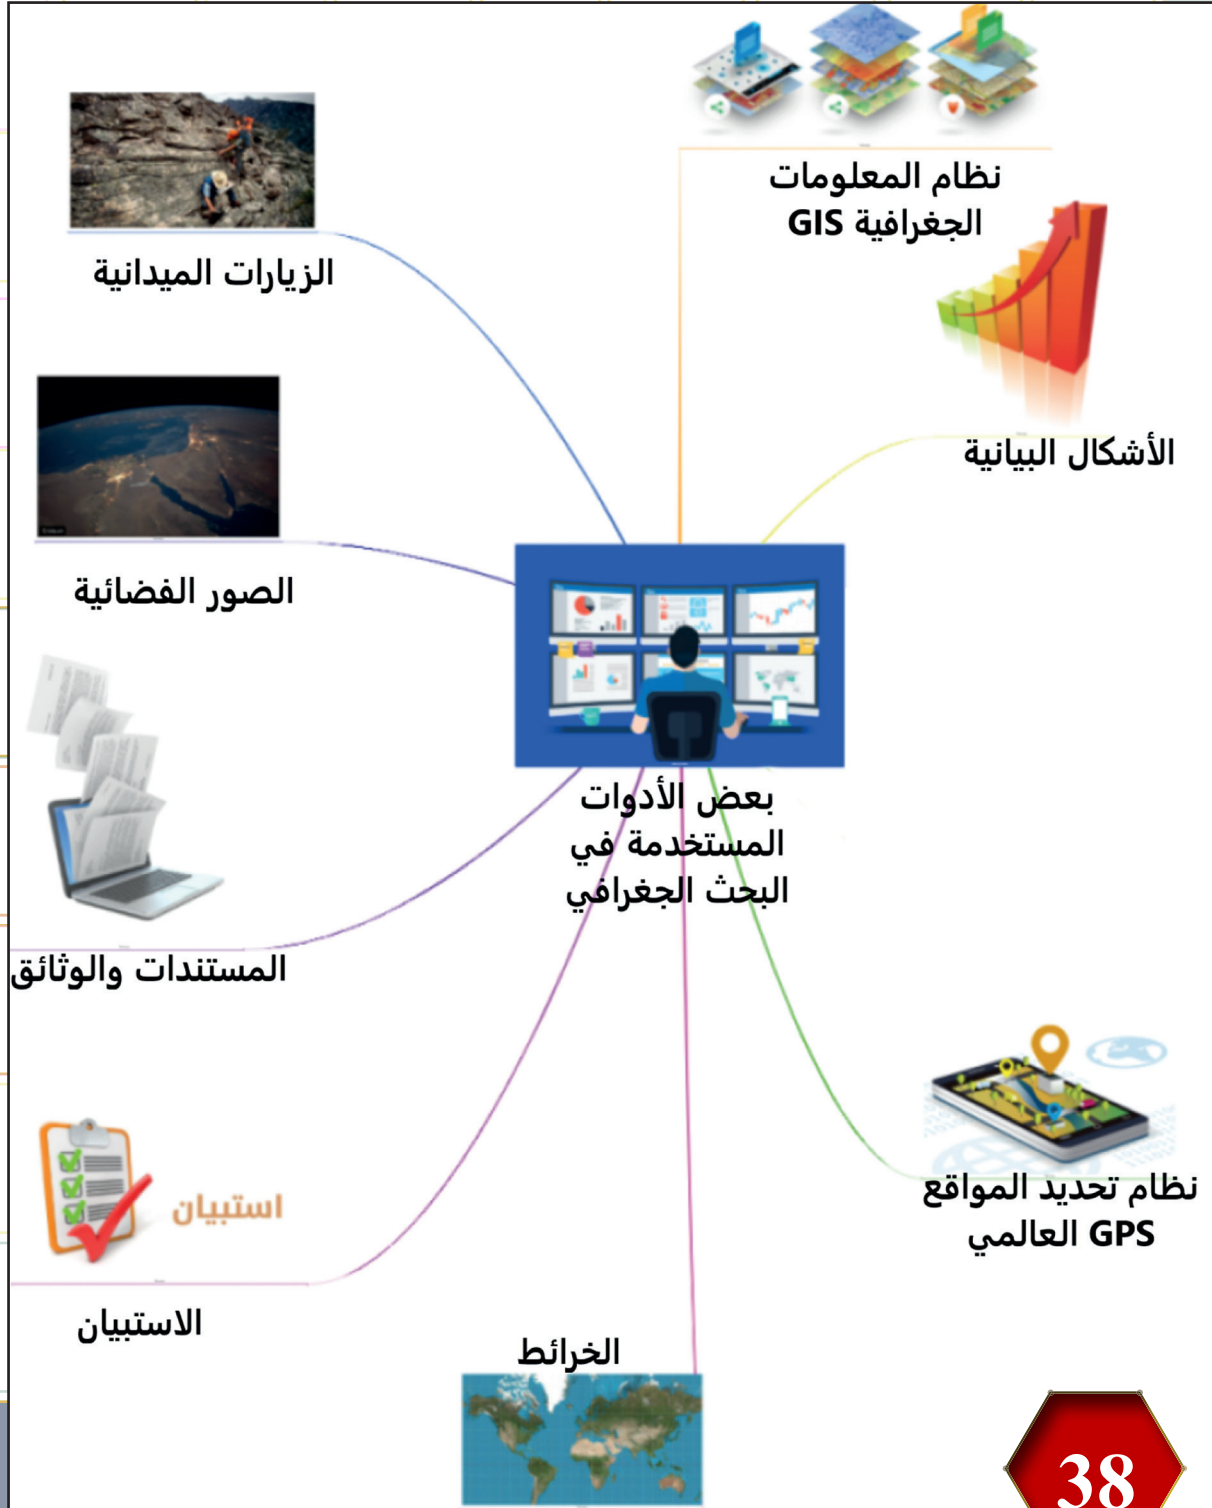 نظام المعلومات
الجغرافية GIS
الزيارات الميدانية
الأشكال البيانية
الصور الفضائية
بعض الأدوات
المستخدمة في
البحث الجغرافي
المستندات والوثائق
نظام تحديد المواقع
GPS العالمي
استبيان
الاستبيان
الخرائط
38